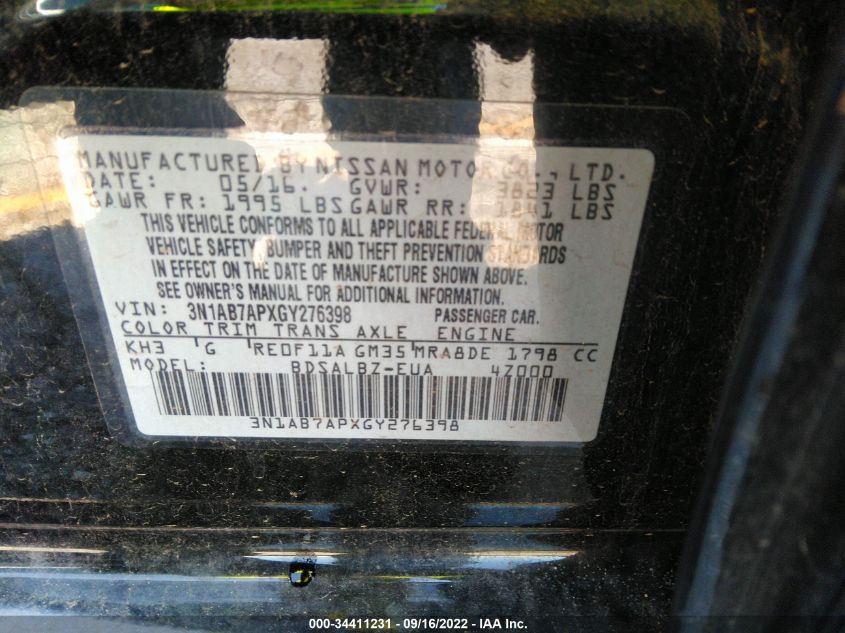 MANUFACTURED BY NISSAN MOTOR CO., LTD.
DATE: 05/16. GVWR: 3823 LBS
GAWR FR: 1995 LBS GAWR RR: 1841 LBS
THIS VEHICLE CONFORMS TO ALL APPLICABLE FEDERAL MOTOR
VEHICLE SAFETY, BUMPER AND THEFT PREVENTION STANDARDS
IN EFFECT ON THE DATE OF MANUFACTURE SHOWN ABOVE.
SEE OWNER'S MANUAL FOR ADDITIONAL INFORMATION.
VIN: 3N1AB7APXGY276398 PASSENGER CAR.
COLOR TRIM TRANS AXLE ENGINE
KH3 G RE0F11A GM35 MRA8DE 1798 CC
MODEL: BDSALBZ-EUA 4Z000
3N1AB7APXGY276398
000-34411231 - 09/16/2022 - IAA Inc.